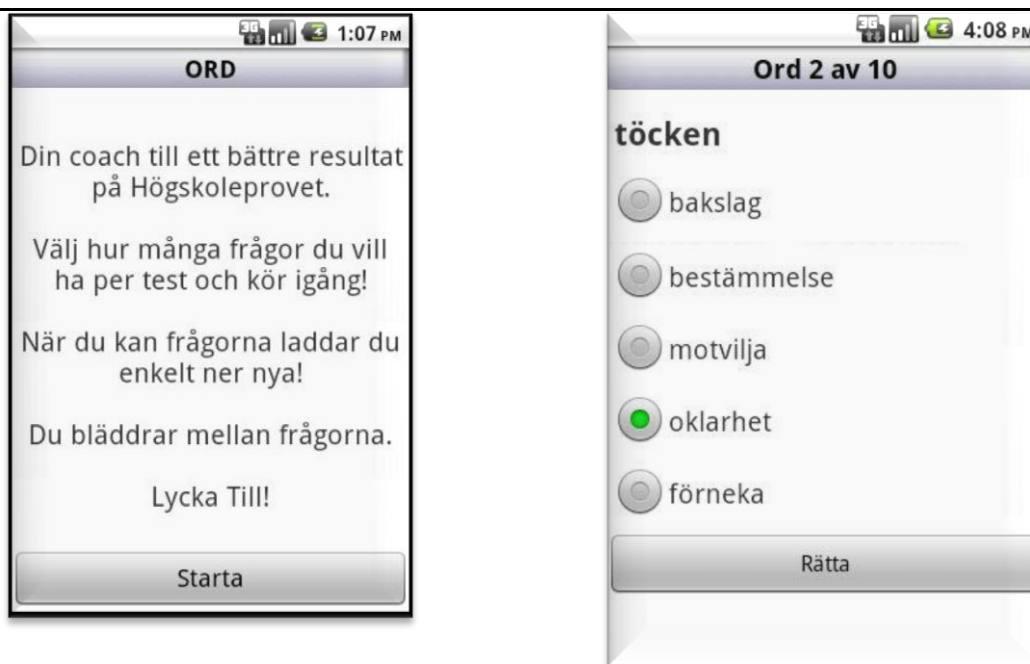 3G 1:07 PM
ORD
Din coach till ett bättre resultat
på Högskoleprovet.
Välj hur många frågor du vill
ha per test och kör igång!
När du kan frågorna laddar du
enkelt ner nya!
Du bläddrar mellan frågorna.
Lycka Till!
Starta
3G 4:08 PM
Ord 2 av 10
töcken
bakslag
bestämmelse
motvilja
oklarhet
förneka
Rätta